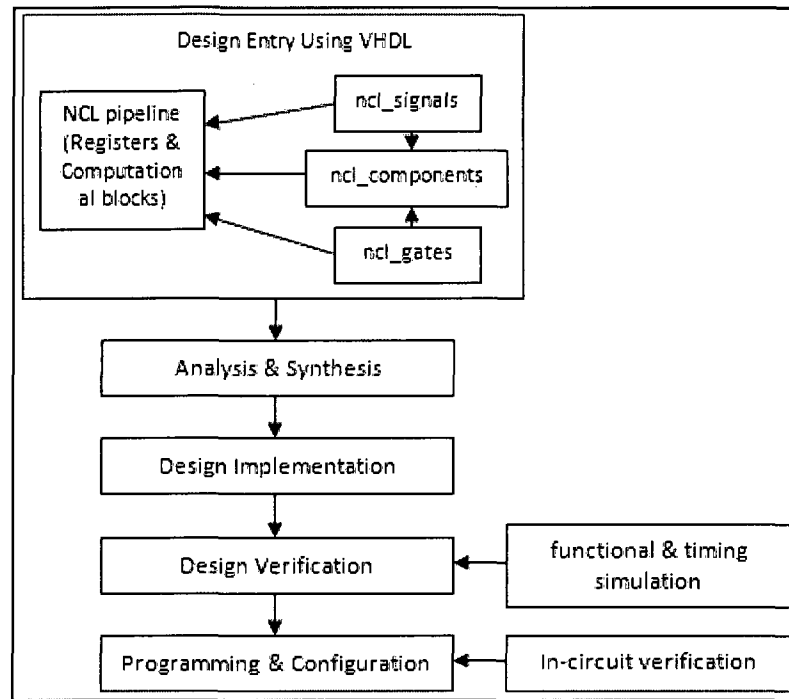 Design Entry Using VHDL
NCL pipeline
(Registers &
Computation
al blocks)
ncl_signals
ncl_components
ncl_gates
Analysis & Synthesis
Design Implementation
Design Verification
functional & timing
simulation
Programming & Configuration
In-circuit verification